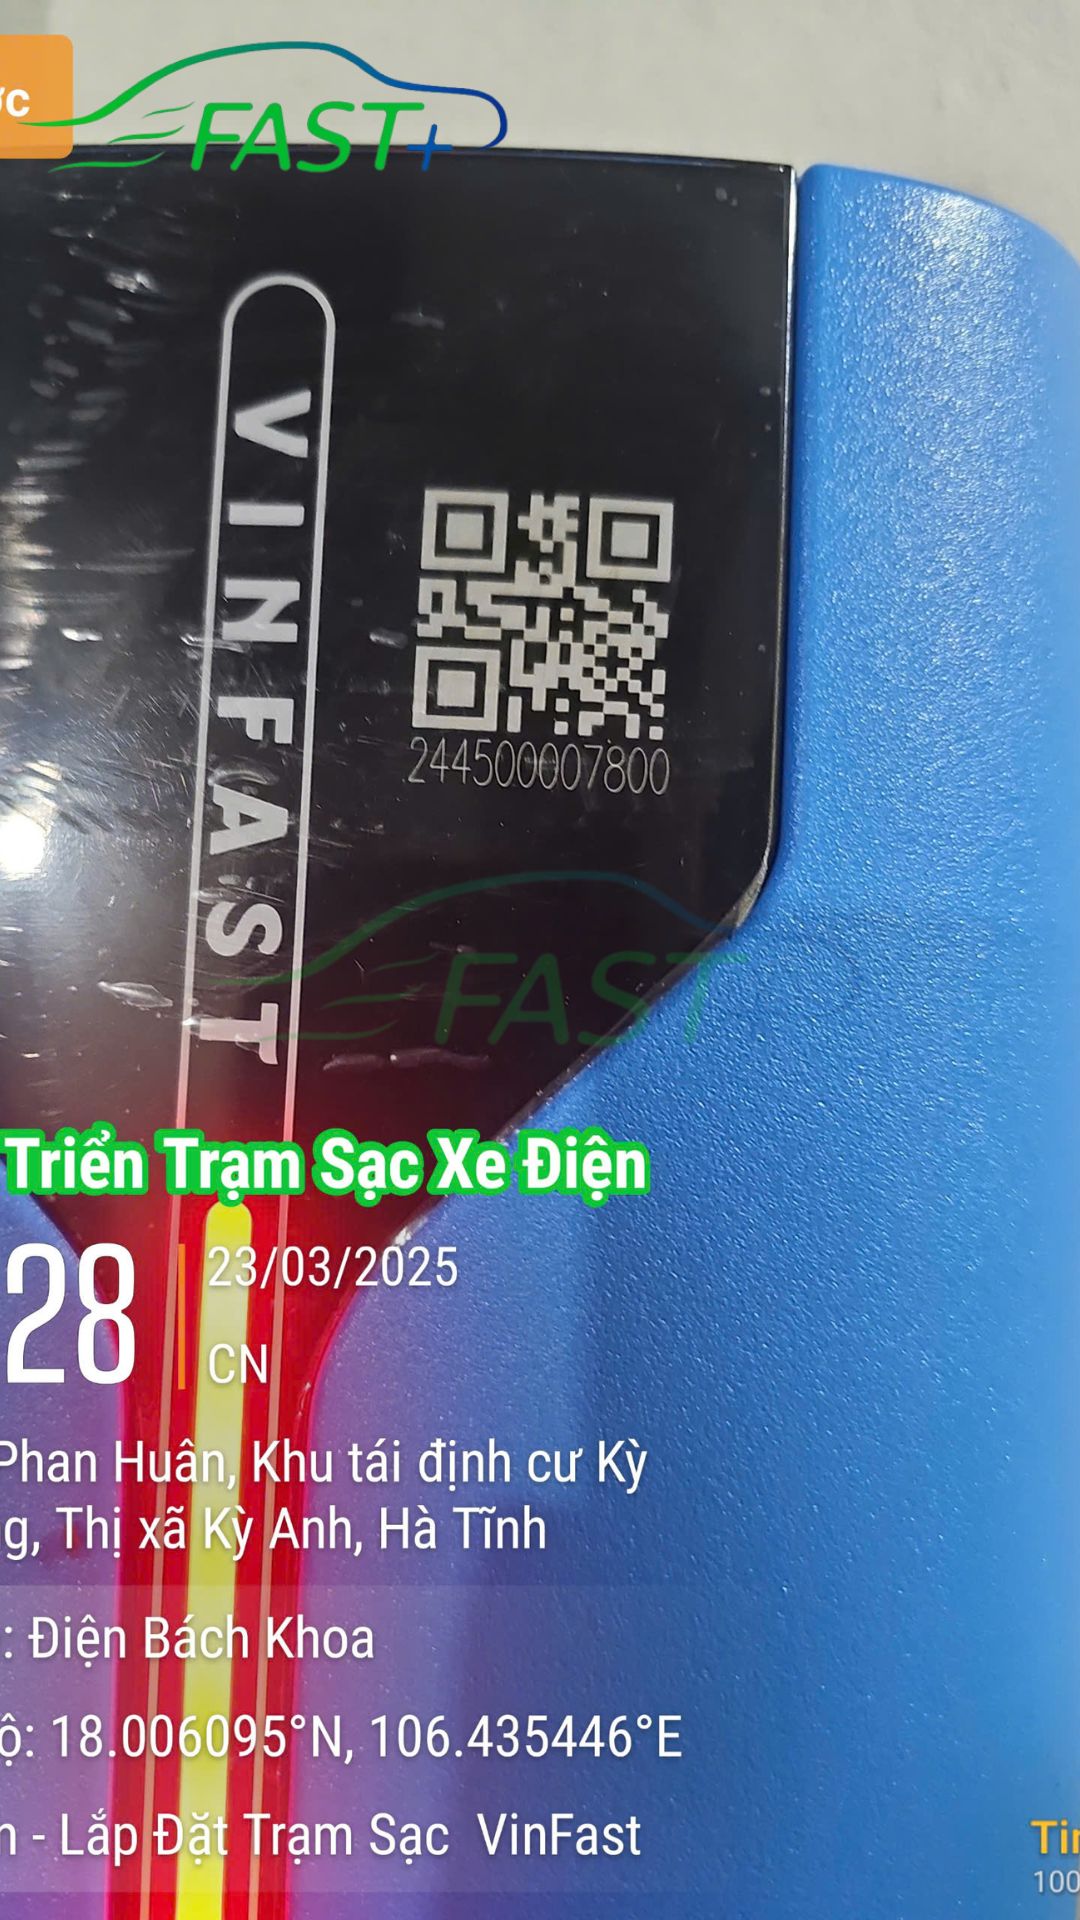 ớc
FAST+
VINFAST
244500007800
FAST
Triển Trạm Sạc Xe Điện
28
23/03/2025
CN
Phan Huân, Khu tái định cư Kỳ
g, Thị xã Kỳ Anh, Hà Tĩnh
: Điện Bách Khoa
ộ: 18.006095°N, 106.435446°E
n - Lắp Đặt Trạm Sạc VinFast
Tin
100